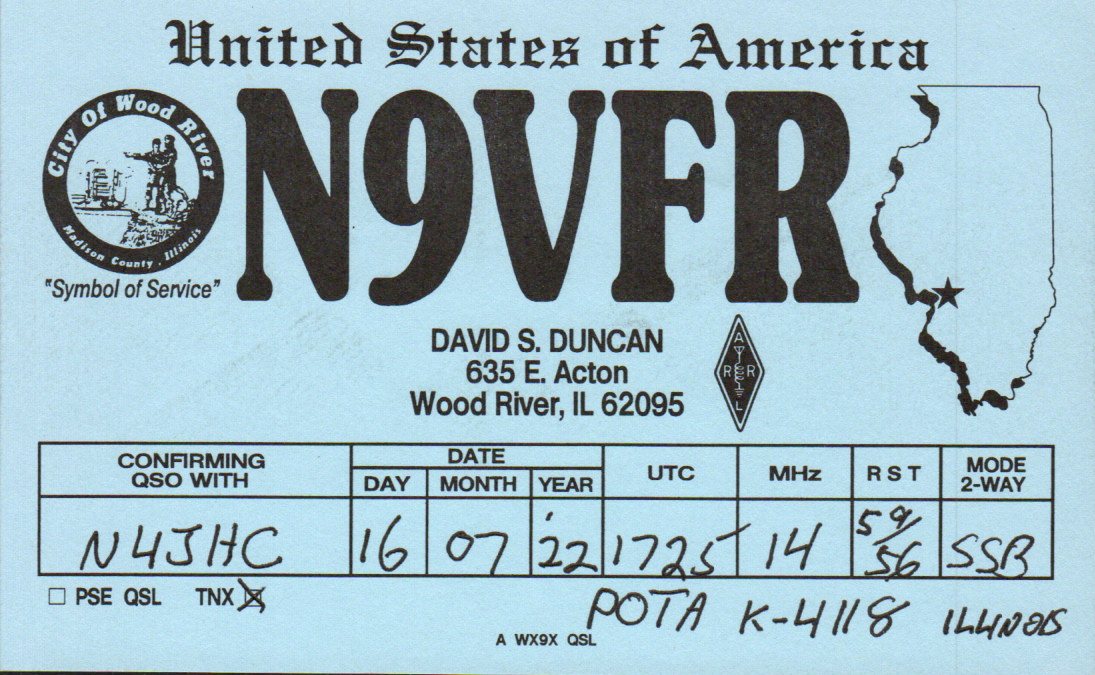 United States of America
City Of Wood River
Madison County, Illinois
"Symbol of Service"
N9VFR
DAVID S. DUNCAN
635 E. Acton
Wood River, IL 62095
A
R R
L
CONFIRMING
QSO WITH
DATE
DAY MONTH YEAR
UTC
MHz
R S T
MODE
2-WAY
N4JHC 16 07 '22 1725 14 59/56 SSB
PSE QSL TNX
POTA K-4118 ILLINOIS
A WX9X QSL